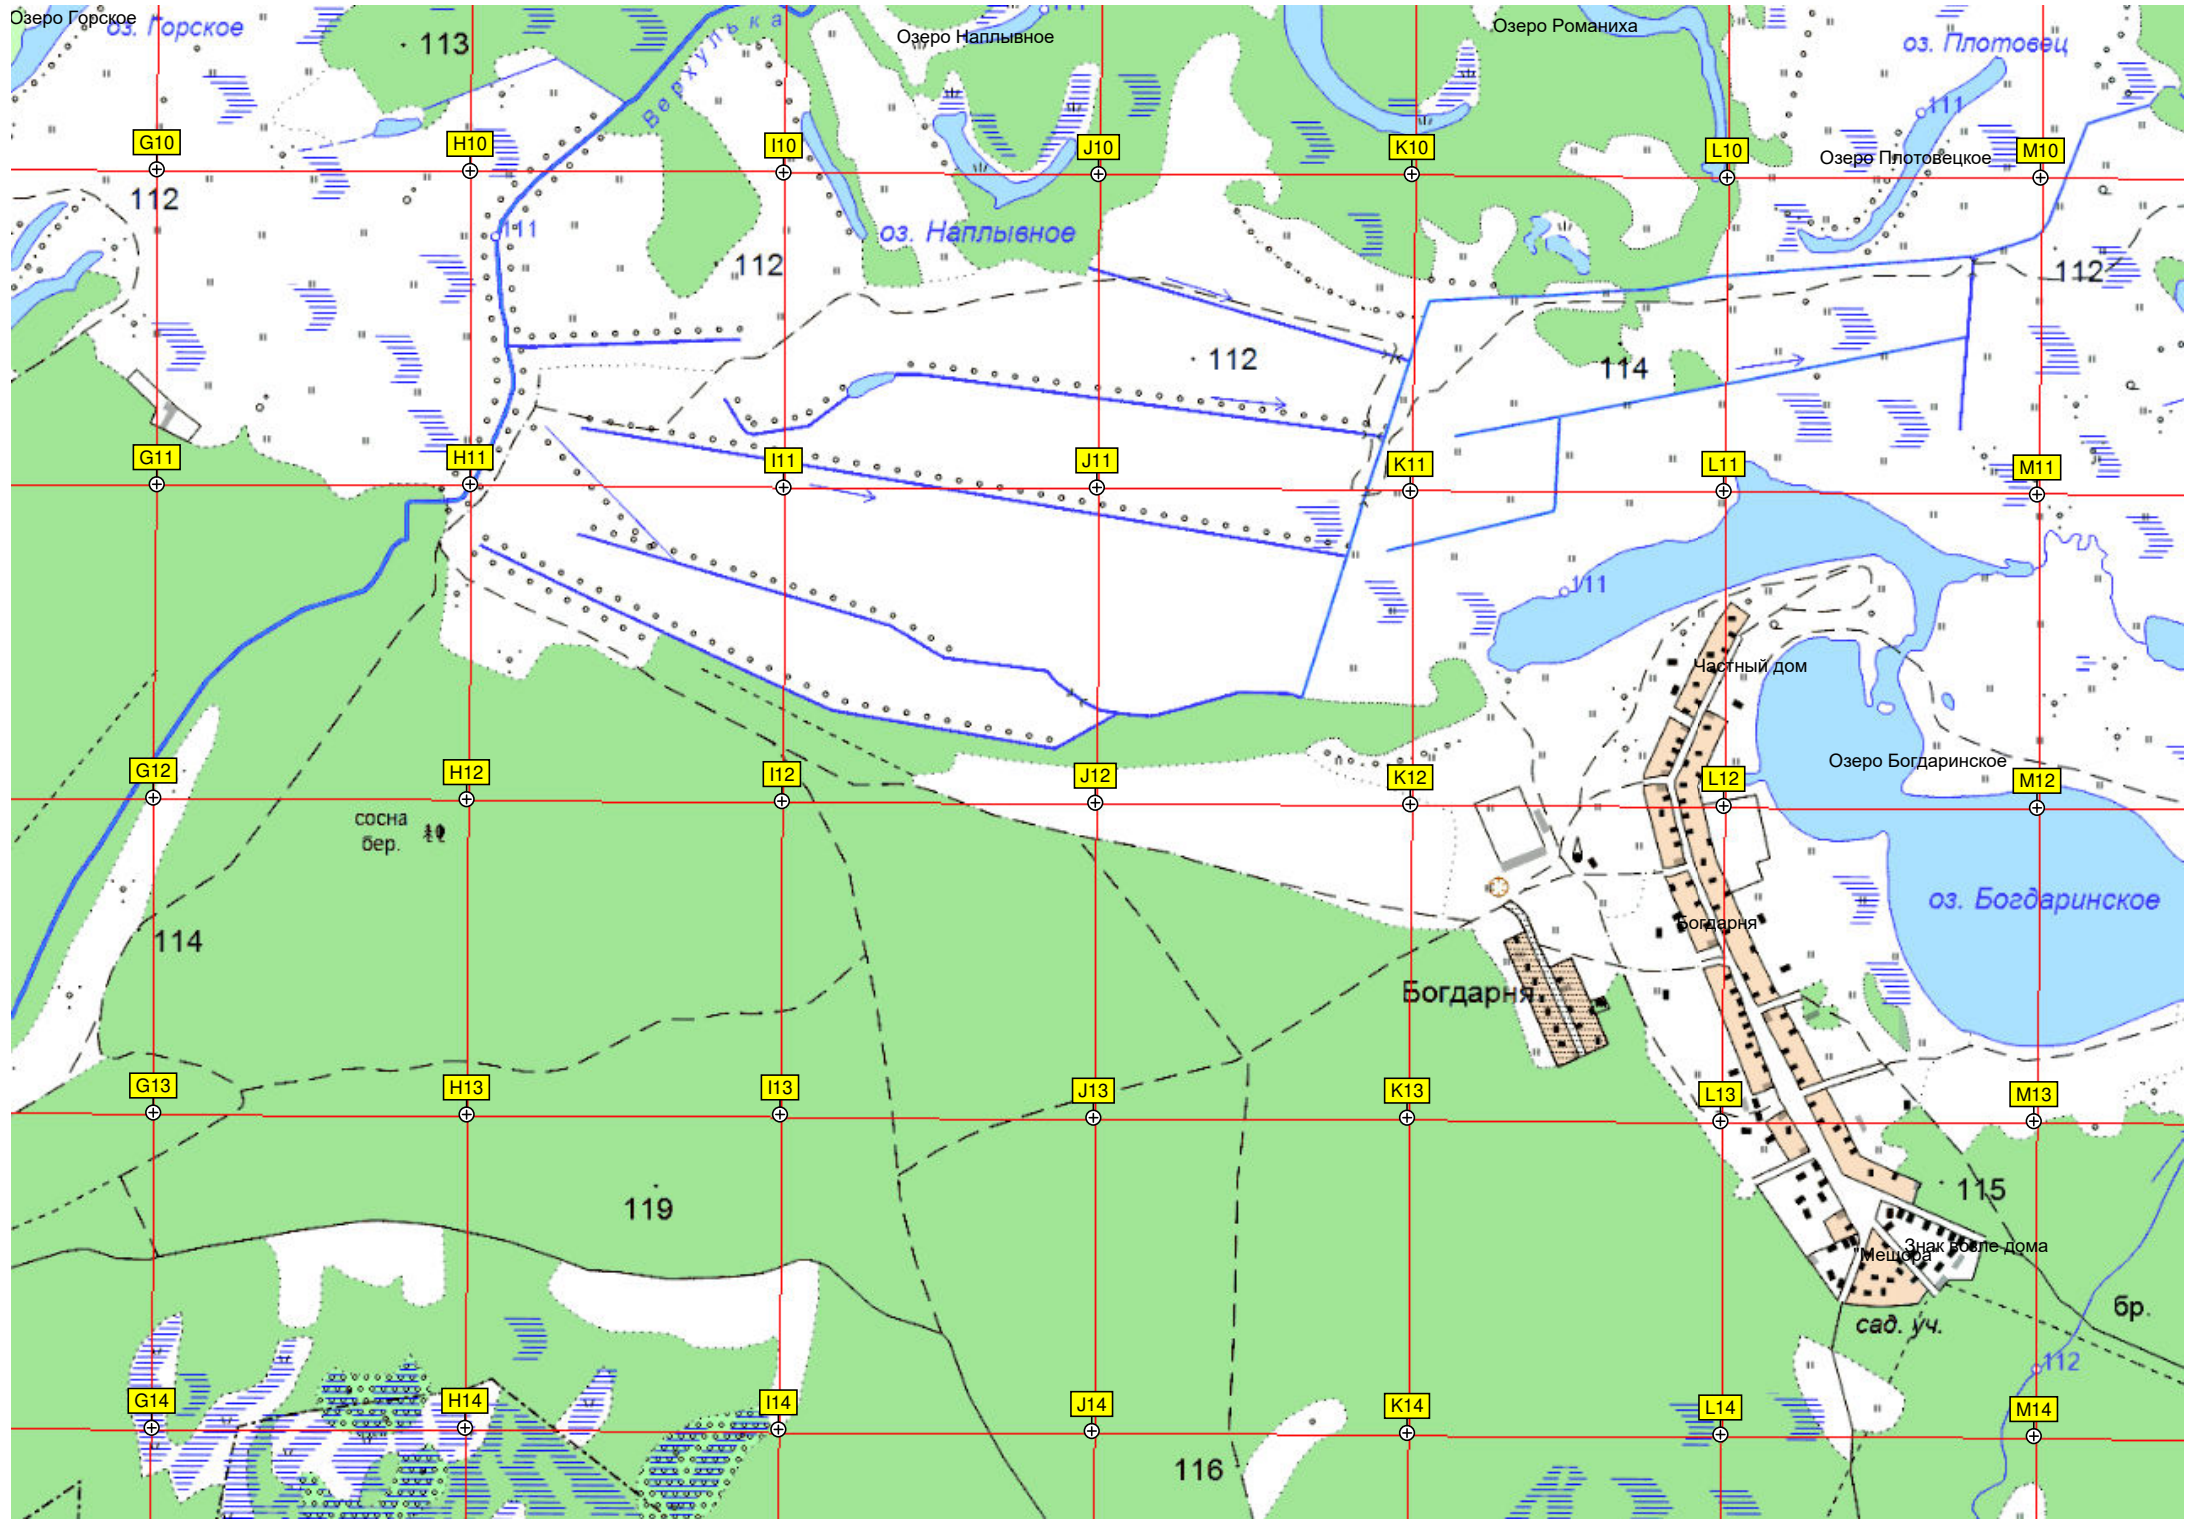 Озеро Горское
оз. Горское
113
Верхулька
Озеро Наплывное
111
Озеро Романиха
оз. Плотовец
111
G10
H10
I10
J10
K10
L10
Озеро Плотовецкое
M10
112
111
оз. Наплывное
112
112
112
114
G11
H11
I11
J11
K11
L11
M11
111
Частный дом
Озеро Богдаринское
G12
H12
I12
J12
K12
L12
M12
сосна
бер.
оз. Богдаринское
Богдарня
114
Богдарня
G13
H13
I13
J13
K13
L13
M13
119
115
Знак возле дома
"Мещора"
бр.
сад. уч.
112
G14
H14
I14
J14
K14
L14
M14
116